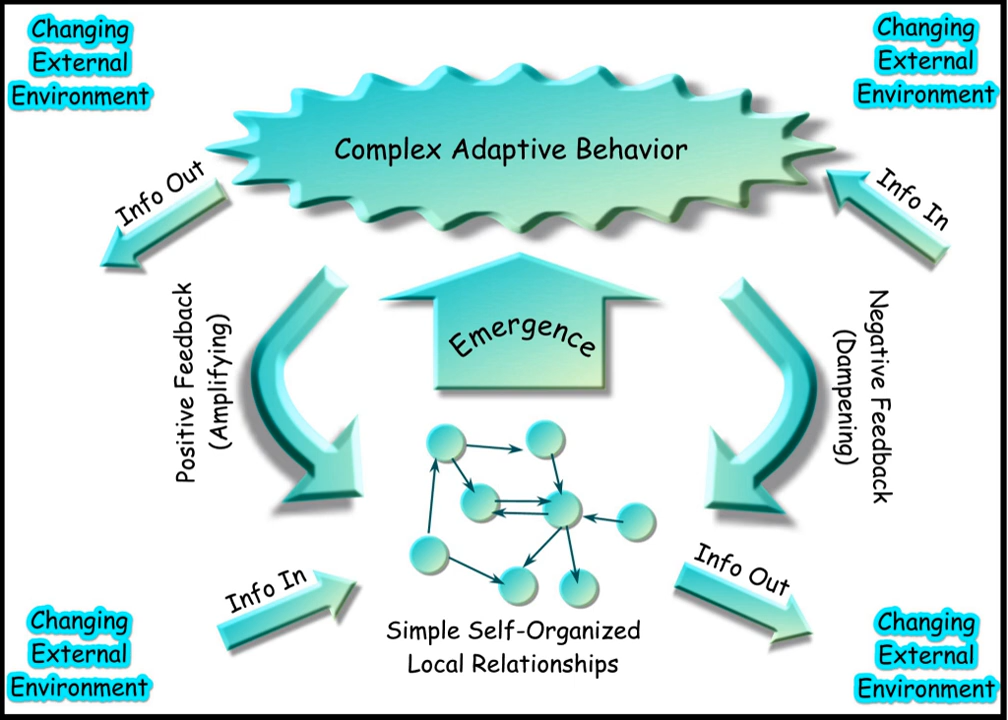 Changing
External
Environment
Changing
External
Environment
Complex Adaptive Behavior
Info Out
Info In
Positive Feedback
(Amplifying)
Emergence
Negative Feedback
(Dampening)
Info In
Info Out
Simple Self-Organized
Local Relationships
Changing
External
Environment
Changing
External
Environment